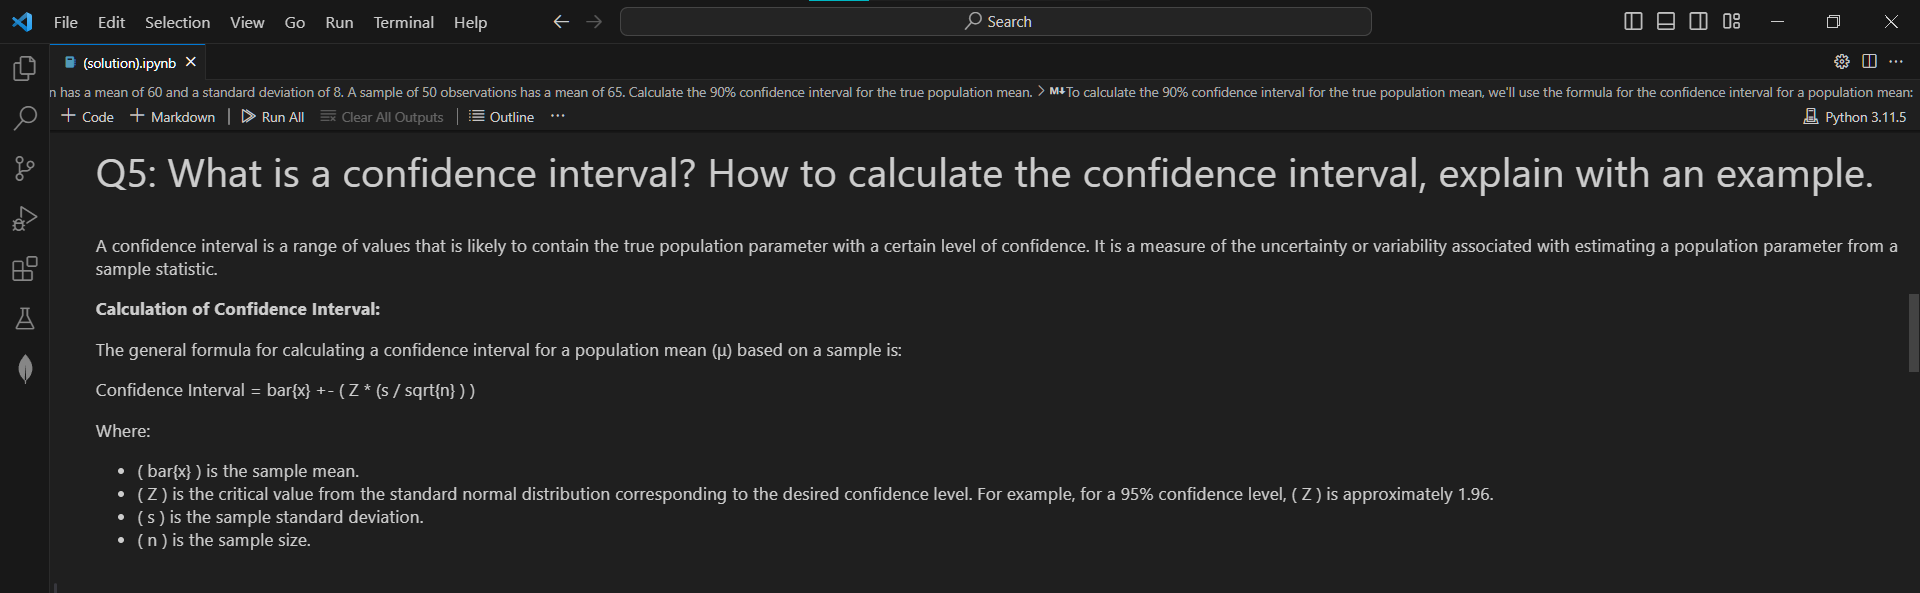 File Edit Selection View Go Run Terminal Help Search
(solution).ipynb
n has a mean of 60 and a standard deviation of 8. A sample of 50 observations has a mean of 65. Calculate the 90% confidence interval for the true population mean. > M↓To calculate the 90% confidence interval for the true population mean, we'll use the formula for the confidence interval for a population mean:
+ Code + Markdown | Run All Clear All Outputs | Outline ··· Python 3.11.5
Q5: What is a confidence interval? How to calculate the confidence interval, explain with an example.
A confidence interval is a range of values that is likely to contain the true population parameter with a certain level of confidence. It is a measure of the uncertainty or variability associated with estimating a population parameter from a
sample statistic.
Calculation of Confidence Interval:
The general formula for calculating a confidence interval for a population mean (μ) based on a sample is:
Confidence Interval = bar{x} +- ( Z * (s / sqrt{n} ) )
Where:
• ( bar{x} ) is the sample mean.
• ( Z ) is the critical value from the standard normal distribution corresponding to the desired confidence level. For example, for a 95% confidence level, ( Z ) is approximately 1.96.
• ( s ) is the sample standard deviation.
• ( n ) is the sample size.